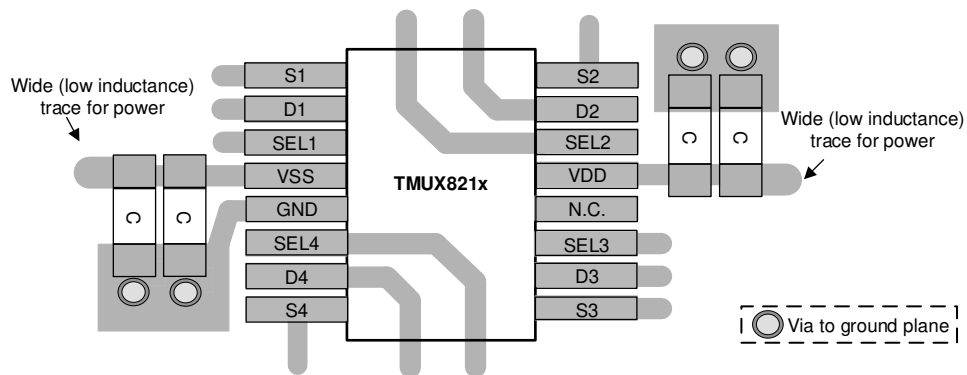 Wide (low inductance)
trace for power
S1
D1
SEL1
VSS
GND
SEL4
D4
S4
C
C
TMUX821x
S2
D2
SEL2
VDD
N.C.
SEL3
D3
S3
C
C
Wide (low inductance)
trace for power
Via to ground plane